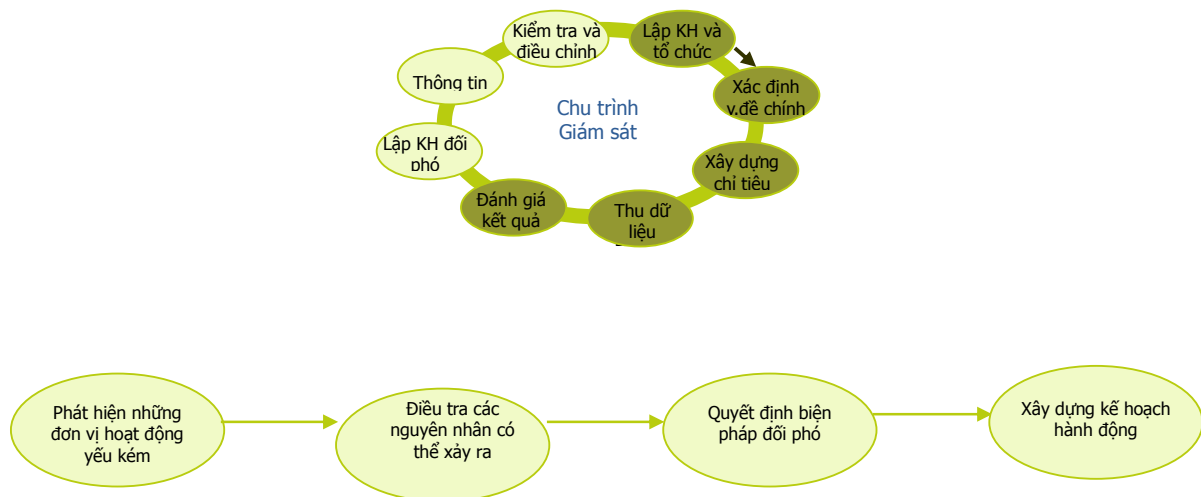 Kiểm tra và
điều chỉnh
Lập KH và
tổ chức
Thông tin
Xác định
v.đề chính
Chu trình
Giám sát
Lập KH đối
phó
Xây dựng
chỉ tiêu
Đánh giá
kết quả
Thu dữ
liệu
Phát hiện những
đơn vị hoạt động
yếu kém
Điều tra các
nguyên nhân có
thể xảy ra
Quyết định biện
pháp đối phó
Xây dựng kế hoạch
hành động